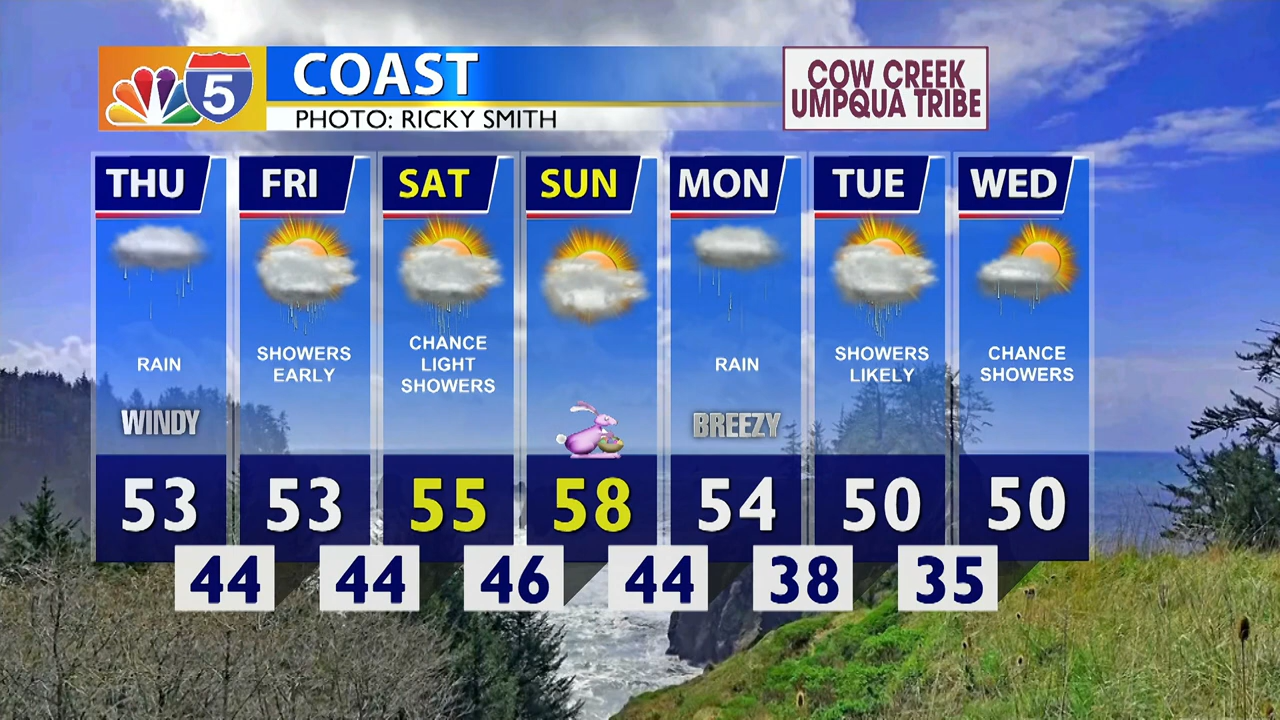 5
COAST
PHOTO: RICKY SMITH
COW CREEK
UMPQUA TRIBE
THU
FRI
SAT
SUN
MON
TUE
WED
RAIN
SHOWERS
EARLY
CHANCE
LIGHT
SHOWERS
RAIN
SHOWERS
LIKELY
CHANCE
SHOWERS
WINDY
BREEZY
53
53
55
58
54
50
50
44
44
46
44
38
35